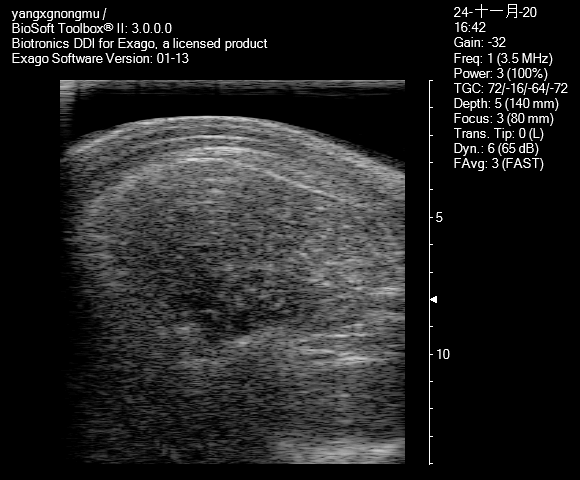 yangxgnongmu /
BioSoft Toolbox® II: 3.0.0.0
Biotronics DDI for Exago, a licensed product
Exago Software Version: 01-13
24-十一月-20
16:42
Gain: -32
Freq: 1 (3.5 MHz)
Power: 3 (100%)
TGC: 72/-16/-64/-72
Depth: 5 (140 mm)
Focus: 3 (80 mm)
Trans. Tip: 0 (L)
Dyn.: 6 (65 dB)
FAvg: 3 (FAST)
5
10